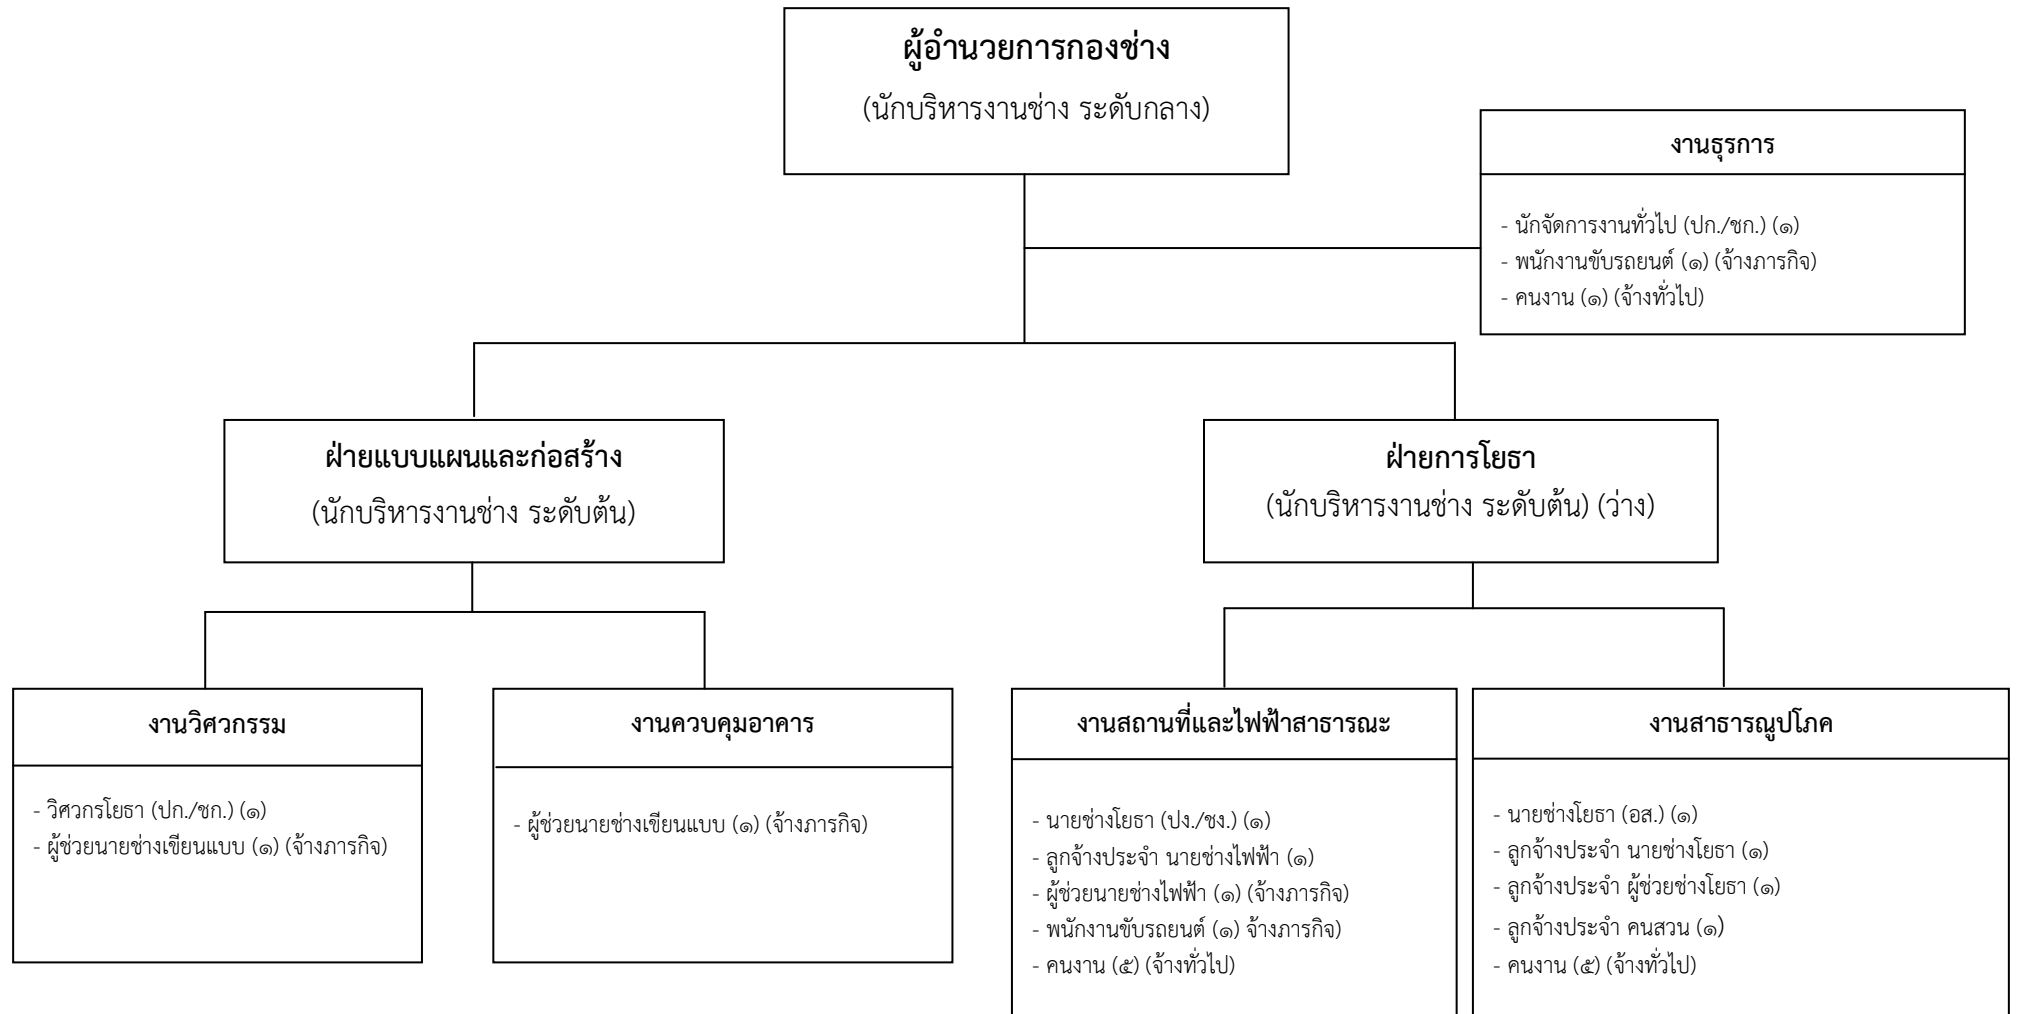 ผู้อำนวยการกองช่าง
(นักบริหารงานช่าง ระดับกลาง)
งานธุรการ
- นักจัดการงานทั่วไป (ปก./ชก.) (๑)
- พนักงานขับรถยนต์ (๑) (จ้างภารกิจ)
- คนงาน (๑) (จ้างทั่วไป)
ฝ่ายแบบแผนและก่อสร้าง
(นักบริหารงานช่าง ระดับต้น)
ฝ่ายการโยธา
(นักบริหารงานช่าง ระดับต้น) (ว่าง)
งานวิศวกรรม
- วิศวกรโยธา (ปก./ชก.) (๑)
- ผู้ช่วยนายช่างเขียนแบบ (๑) (จ้างภารกิจ)
งานควบคุมอาคาร
- ผู้ช่วยนายช่างเขียนแบบ (๑) (จ้างภารกิจ)
งานสถานที่และไฟฟ้าสาธารณะ
- นายช่างโยธา (ปง./ชง.) (๑)
- ลูกจ้างประจำ นายช่างไฟฟ้า (๑)
- ผู้ช่วยนายช่างไฟฟ้า (๑) (จ้างภารกิจ)
- พนักงานขับรถยนต์ (๑) จ้างภารกิจ)
- คนงาน (๕) (จ้างทั่วไป)
งานสาธารณูปโภค
- นายช่างโยธา (อส.) (๑)
- ลูกจ้างประจำ นายช่างโยธา (๑)
- ลูกจ้างประจำ ผู้ช่วยช่างโยธา (๑)
- ลูกจ้างประจำ คนสวน (๑)
- คนงาน (๕) (จ้างทั่วไป)